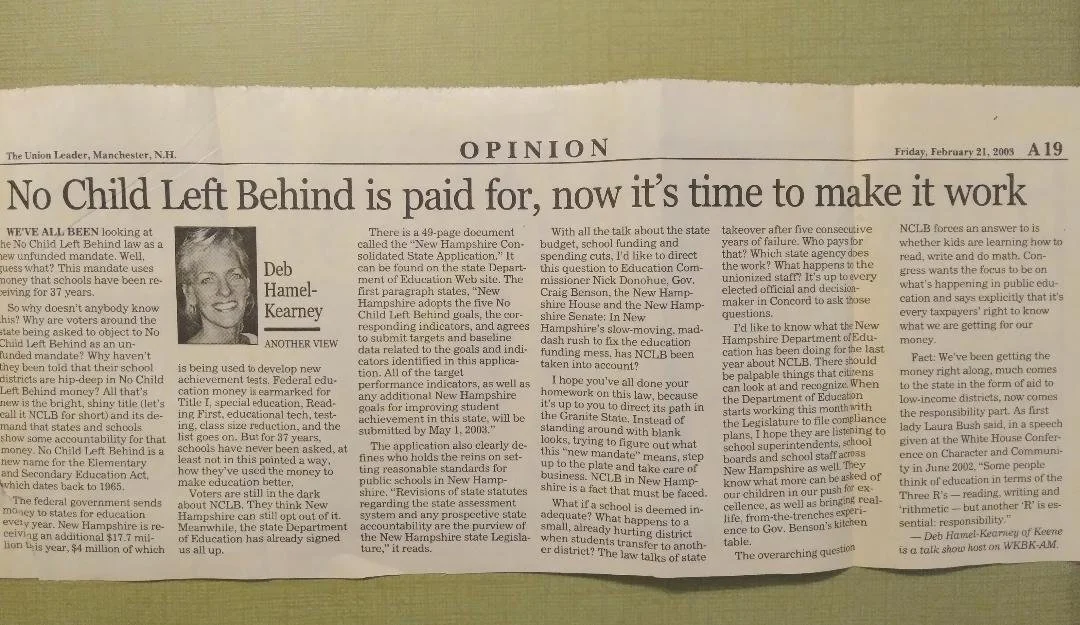 The Union Leader, Manchester, N.H.
OPINION
Friday, February 21, 2003 A19
No Child Left Behind is paid for, now it's time to make it work
WE'VE ALL BEEN looking at
he No Child Left Behind law as a
new unfunded mandate. Well,
guess what? This mandate uses
money that schools have been re-
ceiving for 37 years.
So why doesn't anybody know
this? Why are voters around the
state being asked to object to No
Child Left Behind as an un-
funded mandate? Why haven't
they been told that their school
districts are hip-deep in No Child
Left Behind money? All that's
new is the bright, shiny title (let's
call it NCLB for short) and its de-
mand that states and schools
show some accountability for that
money. No Child Left Behind is a
new name for the Elementary
and Secondary Education Act,
which dates back to 1965.
The federal government sends
money to states for education
every year. New Hampshire is re-
ceiving an additional $17.7 mil-
lion this year, $4 million of which
Deb
Hamel-
Kearney
ANOTHER VIEW
is being used to develop new
achievement tests. Federal edu-
cation money is earmarked for
Title I, special education, Read-
ing First, educational tech, test-
ing, class size reduction, and the
list goes on. But for 37 years,
schools have never been asked, at
least not in this pointed a way,
how they've used the money to
make education better.
Voters are still in the dark
about NCLB. They think New
Hampshire can still opt out of it.
Meanwhile, the state Department
of Education has already signed
us all up.
There is a 49-page document
called the "New Hampshire Con-
solidated State Application." It
can be found on the state Depart-
ment of Education Web site. The
first paragraph states, "New
Hampshire adopts the five No
Child Left Behind goals, the cor-
responding indicators, and agrees
to submit targets and baseline
data related to the goals and indi-
cators identified in this applica-
tion. All of the target
performance indicators, as well as
any additional New Hampshire
goals for improving student
achievement in this state, will be
submitted by May 1, 2003."
The application also clearly de-
fines who holds the reins on set-
ting reasonable standards for
public schools in New Hamp-
shire. "Revisions of state statutes
regarding the state assessment
system and any prospective state
accountability are the purview of
the New Hampshire state Legisla-
ture," it reads.
With all the talk about the state
budget, school funding and
spending cuts, I'd like to direct
this question to Education Com-
missioner Nick Donohue, Gov.
Craig Benson, the New Hamp-
shire House and the New Hamp-
shire Senate: In New
Hampshire's slow-moving, mad-
dash rush to fix the education
funding mess, has NCLB been
taken into account?
I hope you've all done your
homework on this law, because
it's up to you to direct its path in
the Granite State. Instead of
standing around with blank
looks, trying to figure out what
this "new mandate" means, step
up to the plate and take care of
business. NCLB in New Hamp-
shire is a fact that must be faced.
What if a school is deemed in-
adequate? What happens to a
small, already hurting district
when students transfer to anoth-
er district? The law talks of state
takeover after five consecutive
years of failure. Who pays for
that? Which state agency does
the work? What happens to the
unionized staff? It's up to every
elected official and decision-
maker in Concord to ask those
questions.
I'd like to know what the New
Hampshire Department of Edu-
cation has been doing for the last
year about NCLB. There should
be palpable things that citizens
can look at and recognize. When
the Department of Education
starts working this month with
the Legislature to file compliance
plans, I hope they are listening to
school superintendents, school
boards and school staff across
New Hampshire as well. They
know what more can be asked of
our children in our push for ex-
cellence, as well as bringing real-
life, from-the-trenches experi-
ence to Gov. Benson's kitchen
table.
The overarching question
NCLB forces an answer to is
whether kids are learning how to
read, write and do math. Con-
gress wants the focus to be on
what's happening in public edu-
cation and says explicitly that it's
every taxpayers' right to know
what we are getting for our
money.
Fact: We've been getting the
money right along, much comes
to the state in the form of aid to
low-income districts, now comes
the responsibility part. As first
lady Laura Bush said, in a speech
given at the White House Confer-
ence on Character and Communi-
ty in June 2002, "Some people
think of education in terms of the
Three R's — reading, writing and
'rithmetic — but another 'R' is es-
sential: responsibility."
— Deb Hamel-Kearney of Keene
is a talk show host on WKBK-AM.